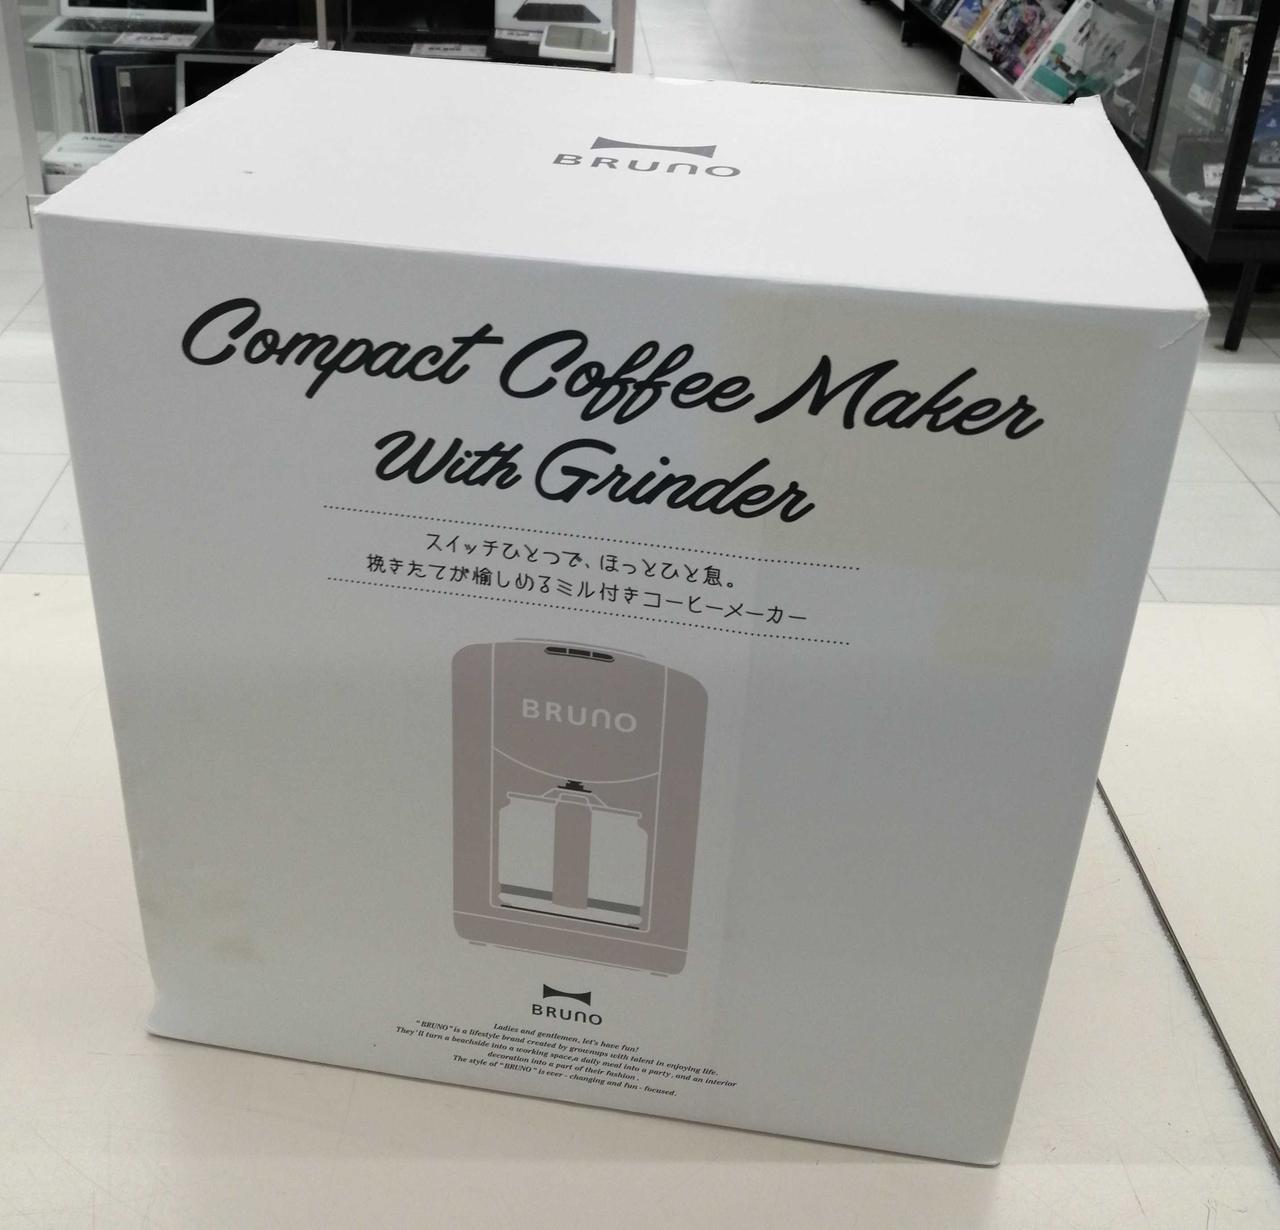 BRUNO
Compact Coffee Maker
With Grinder
スイッチひとつで、ほっとひと息。
挽きたてが愉しめるミル付きコーヒーメーカー
BRUNO
BRUNO
Ladies and gentlemen, let's have fun!
"BRUNO" is a lifestyle brand created by grownups with talent in enjoying life.
They'll turn a beachside into a working space,a daily meal into a party, and an interior
decoration into a part of their fashion.
The style of "BRUNO" is ever - changing and fun - focused.